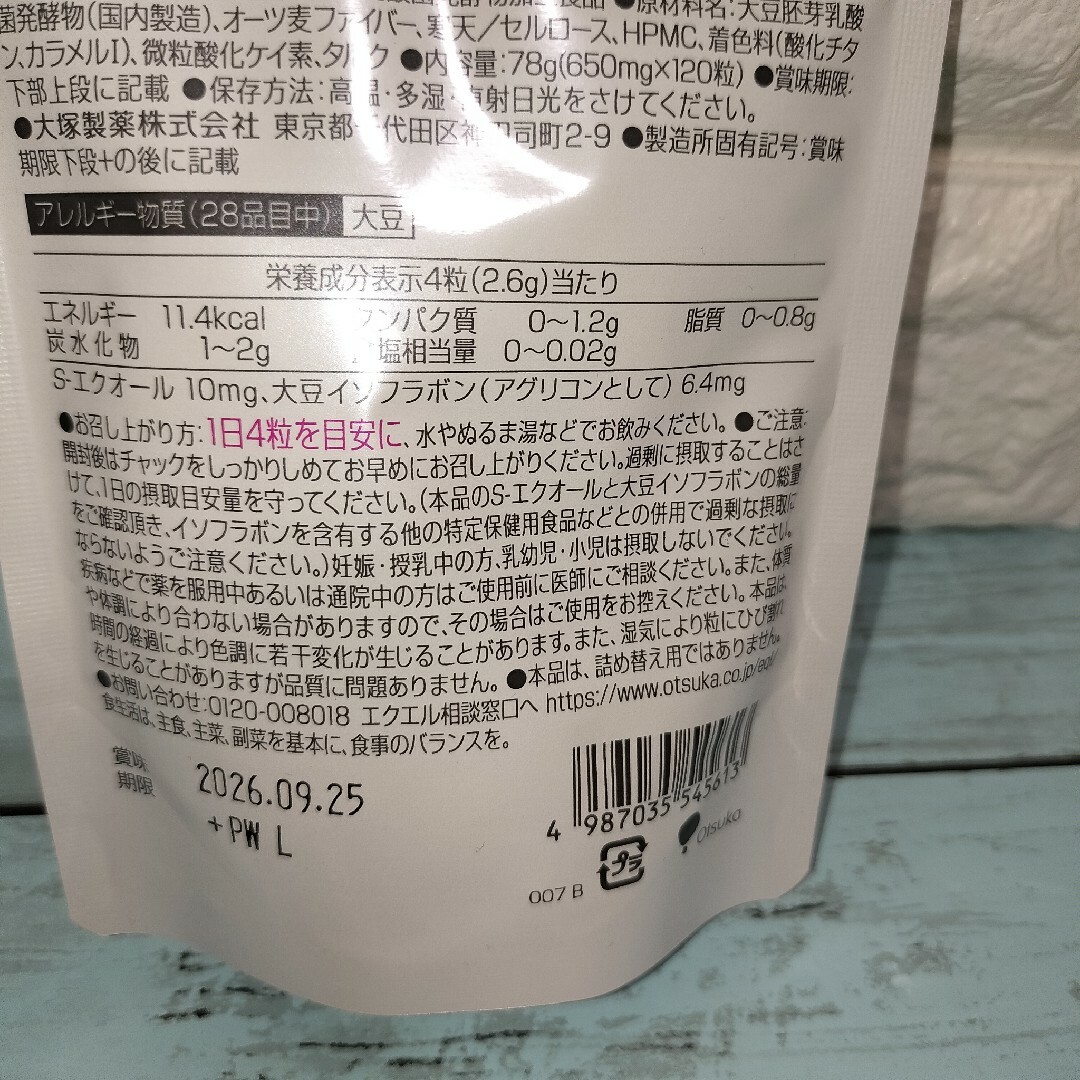 ●原材料名:大豆胚芽乳酸
菌発酵物(国内製造)、オーツ麦ファイバー、寒天/セルロース、HPMC、着色料(酸化チタ
ン、カラメルI)、微粒酸化ケイ素、タルク ●内容量:78g(650mg×120粒) ●賞味期限:
下部上段に記載 ●保存方法:高温・多湿・直射日光をさけてください。
●大塚製薬株式会社 東京都千代田区神田司町2-9 ●製造所固有記号:賞味
期限下段+の後に記載
アレルギー物質(28品目中) 大豆
栄養成分表示4粒(2.6g)当たり
エネルギー 11.4kcal タンパク質 0〜1.2g 脂質 0〜0.8g
炭水化物 1〜2g 食塩相当量 0〜0.02g
S-エクオール 10mg、大豆イソフラボン(アグリコンとして) 6.4mg
●お召し上がり方:1日4粒を目安に、水やぬるま湯などでお飲みください。 ●ご注意:
開封後はチャックをしっかりしめてお早めにお召し上がりください。過剰に摂取することはさ
けて、1日の摂取目安量を守ってください。(本品のS-エクオールと大豆イソフラボンの総量
をご確認頂き、イソフラボンを含有する他の特定保健用食品などとの併用で過剰な摂取に
ならないようご注意ください。)妊娠・授乳中の方、乳幼児・小児は摂取しないでください。
疾病などで薬を服用中あるいは通院中の方はご使用前に医師にご相談ください。また、体質
や体調により合わない場合がありますので、その場合はご使用をお控えください。本品は、
時間の経過により色調に若干変化が生じることがあります。また、湿気により粒にひび割れ
を生じることがありますが品質に問題ありません。 ●本品は、詰め替え用ではありません。
●お問い合わせ:0120-008018 エクエル相談窓口へ https://www.otsuka.co.jp/eql/
食生活は、主食、主菜、副菜を基本に、食事のバランスを。
賞味
期限
2026.09.25
+PW L
4 987035 545613
Otsuka
プラ
007 B